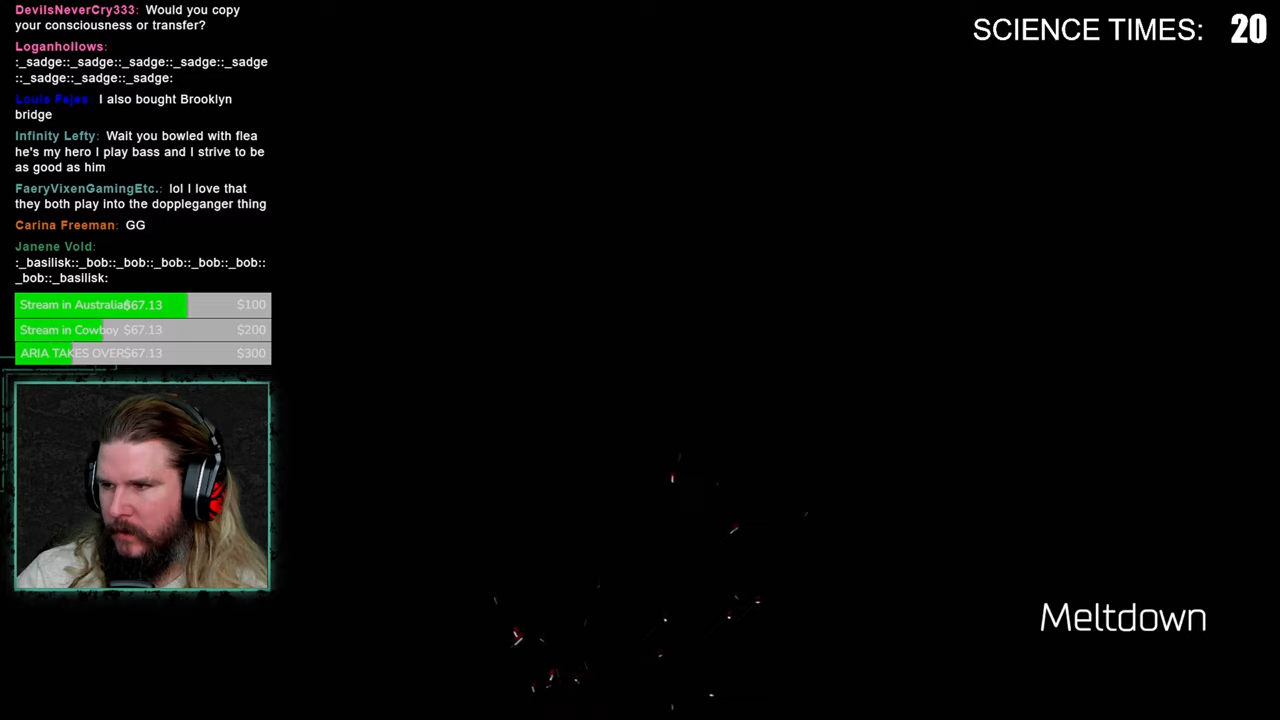 DevilsNeverCry333: Would you copy
your consciousness or transfer?
SCIENCE TIMES: 20
Loganhollows:
:_sadge::_sadge::_sadge::_sadge::_sadge
::_sadge::_sadge::_sadge:
Louis Fejes: I also bought Brooklyn
bridge
Infinity Lefty: Wait you bowled with flea
he's my hero I play bass and I strive to be
as good as him
FaeryVixenGamingEtc.: lol I love that
they both play into the doppleganger thing
Carina Freeman: GG
Janene Vold:
:_basilisk::_bob::_bob::_bob::_bob::_bob::
_bob::_basilisk:
Stream in Australian $67.13 $100
Stream in Cowboy $67.13 $200
ARIA TAKES OVER $67.13 $300
Meltdown